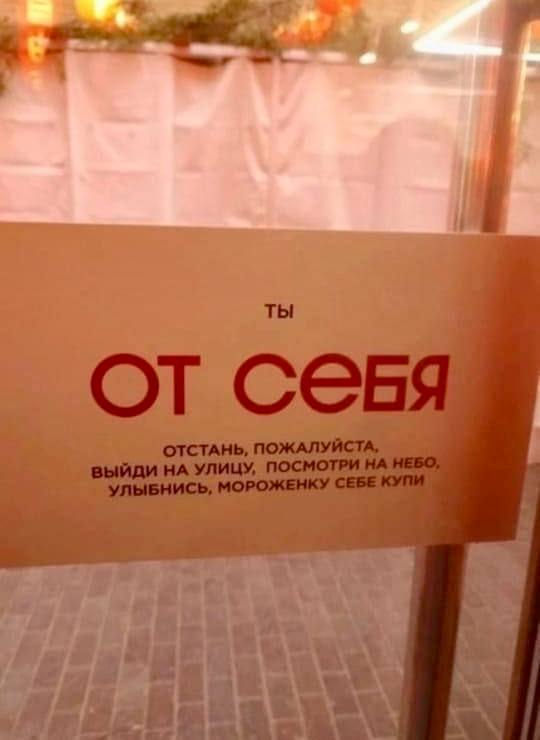 ТЫ
ОТ СЕБЯ
ОТСТАНЬ, ПОЖАЛУЙСТА,
ВЫЙДИ НА УЛИЦУ, ПОСМОТРИ НА НЕБО,
УЛЫБНИСЬ, МОРОЖЕНКУ СЕБЕ КУПИ